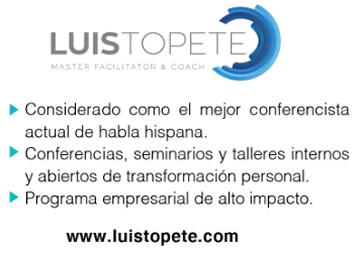 LUISTOPETE
MASTER FACILITATOR & COACH
Considerado como el mejor conferencista
actual de habla hispana.
Conferencias, seminarios y talleres internos
y abiertos de transformación personal.
Programa empresarial de alto impacto.
www.luistopete.com